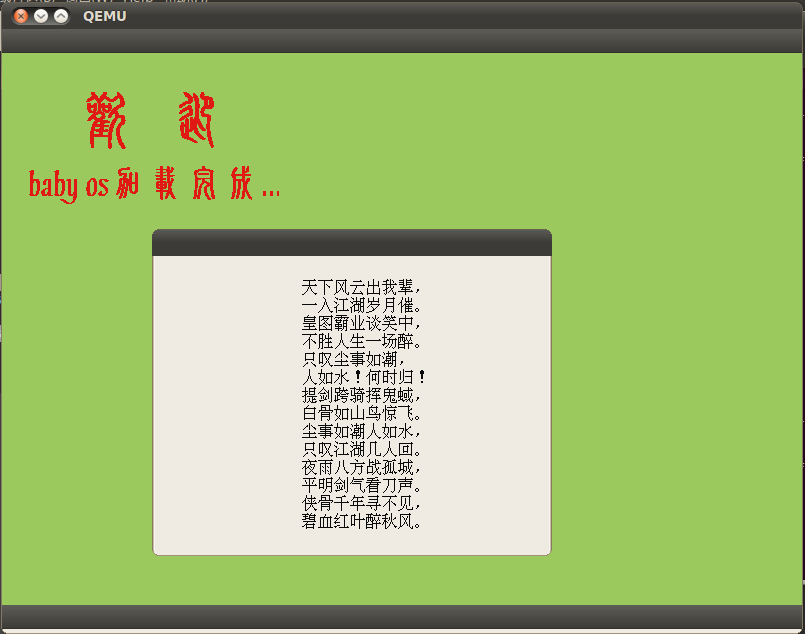 QEMU
歡 迎
baby os 加 載 完 成 ...
天下风云出我辈，
一入江湖岁月催。
皇图霸业谈笑中，
不胜人生一场醉。
只叹尘事如潮，
人如水！何时归！
提剑跨骑挥鬼蜮，
白骨如山鸟惊飞。
尘事如潮人如水，
只叹江湖几人回。
夜雨八方战孤城，
平明剑气看刀声。
侠骨千年寻不见，
碧血红叶醉秋风。